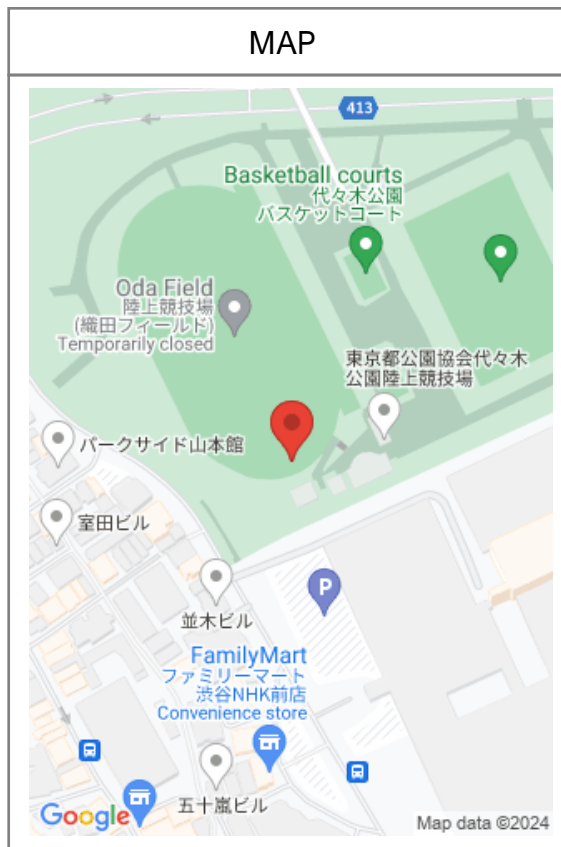 MAP
413
Basketball courts
代々木公園
バスケットコート
Oda Field
陸上競技場
(織田フィールド)
Temporarily closed
東京都公園協会代々木
公園陸上競技場
パークサイド山本館
室田ビル
P
並木ビル
FamilyMart
ファミリーマート
渋谷NHK前店
Convenience store
五十嵐ビル
Google
Map data ©2024